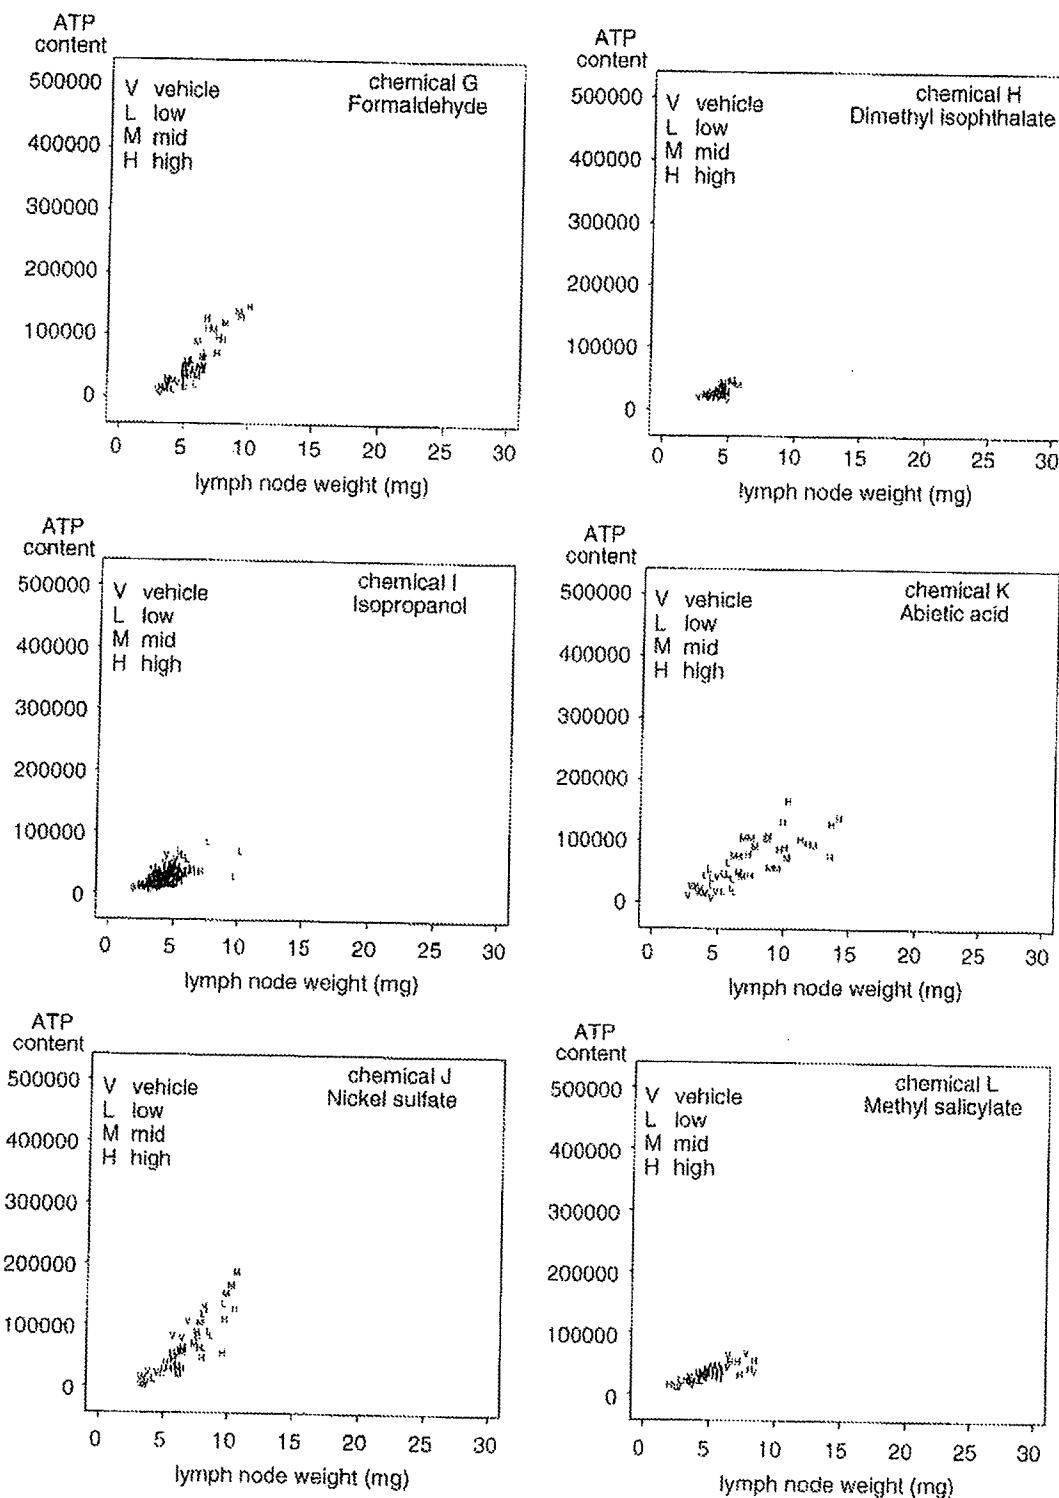 ATP
content
500000
400000
300000
200000
100000
0
V vehicle
L low
M mid
H high
chemical G
Formaldehyde
0 5 10 15 20 25 30
lymph node weight (mg)
ATP
content
500000
400000
300000
200000
100000
0
V vehicle
L low
M mid
H high
chemical H
Dimethyl isophthalate
0 5 10 15 20 25 30
lymph node weight (mg)
ATP
content
500000
400000
300000
200000
100000
0
V vehicle
L low
M mid
H high
chemical I
Isopropanol
0 5 10 15 20 25 30
lymph node weight (mg)
ATP
content
500000
400000
300000
200000
100000
0
V vehicle
L low
M mid
H high
chemical K
Abietic acid
0 5 10 15 20 25 30
lymph node weight (mg)
ATP
content
500000
400000
300000
200000
100000
0
V vehicle
L low
M mid
H high
chemical J
Nickel sulfate
0 5 10 15 20 25 30
lymph node weight (mg)
ATP
content
500000
400000
300000
200000
100000
0
V vehicle
L low
M mid
H high
chemical L
Methyl salicylate
0 5 10 15 20 25 30
lymph node weight (mg)